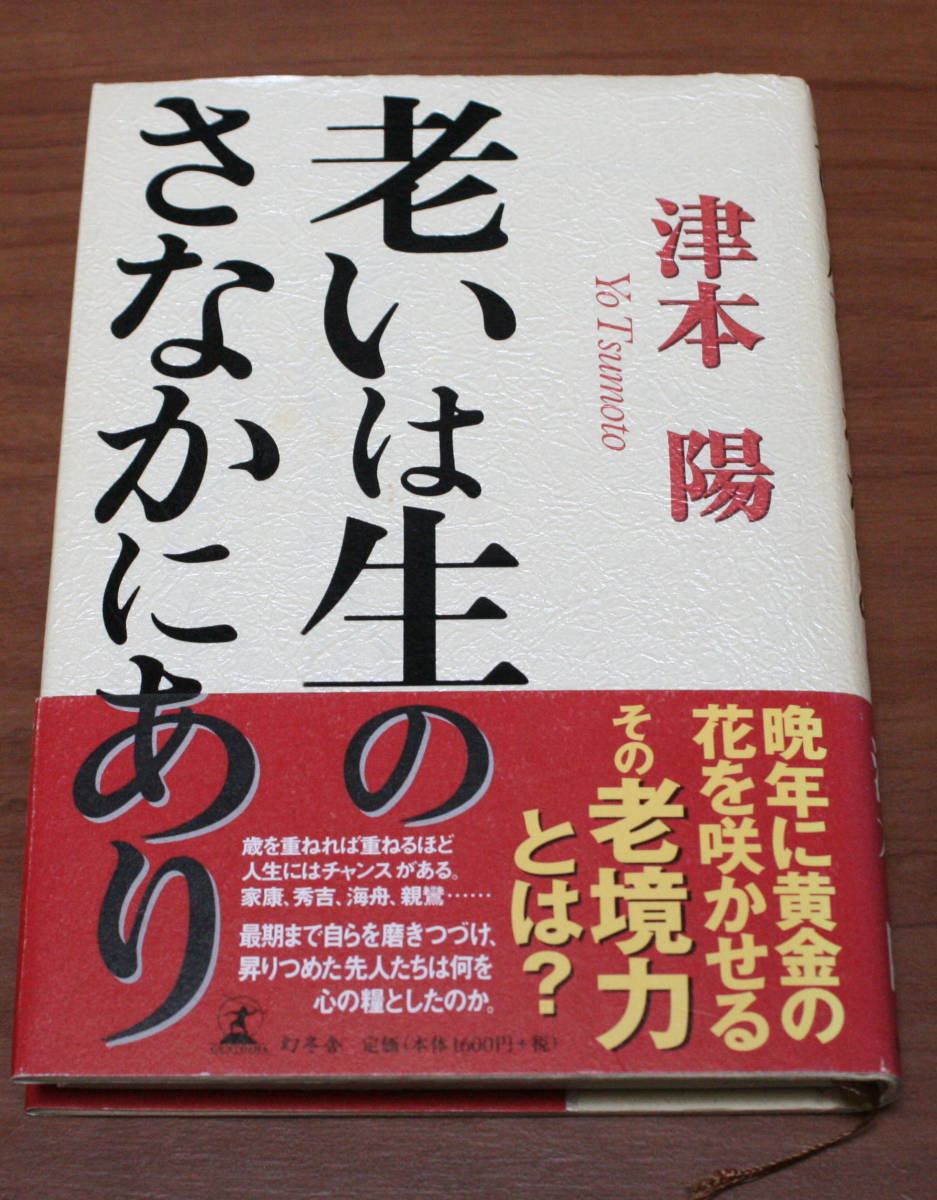 津本 陽
Yo Tsumoto
老いは生の
さなかにあり
晩年に黄金の
花を咲かせる
その老境力
とは?
歳を重ねれば重ねるほど
人生にはチャンスがある。
家康、秀吉、海舟、親鸞……
最期まで自らを磨きつづけ、
昇りつめた先人たちは何を
心の糧としたのか。
GENTOSHA
幻冬舎 定価(本体1600円+税)